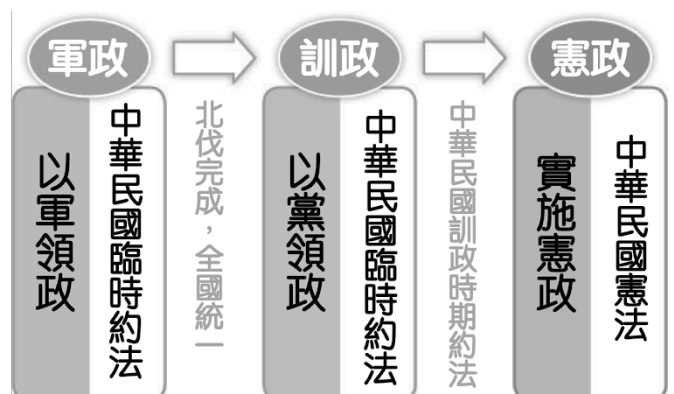 軍政
訓政
憲政
以軍領政
中華民國臨時約法
北伐完成，全國統一
以黨領政
中華民國臨時約法
中華民國訓政時期約法
實施憲政
中華民國憲法